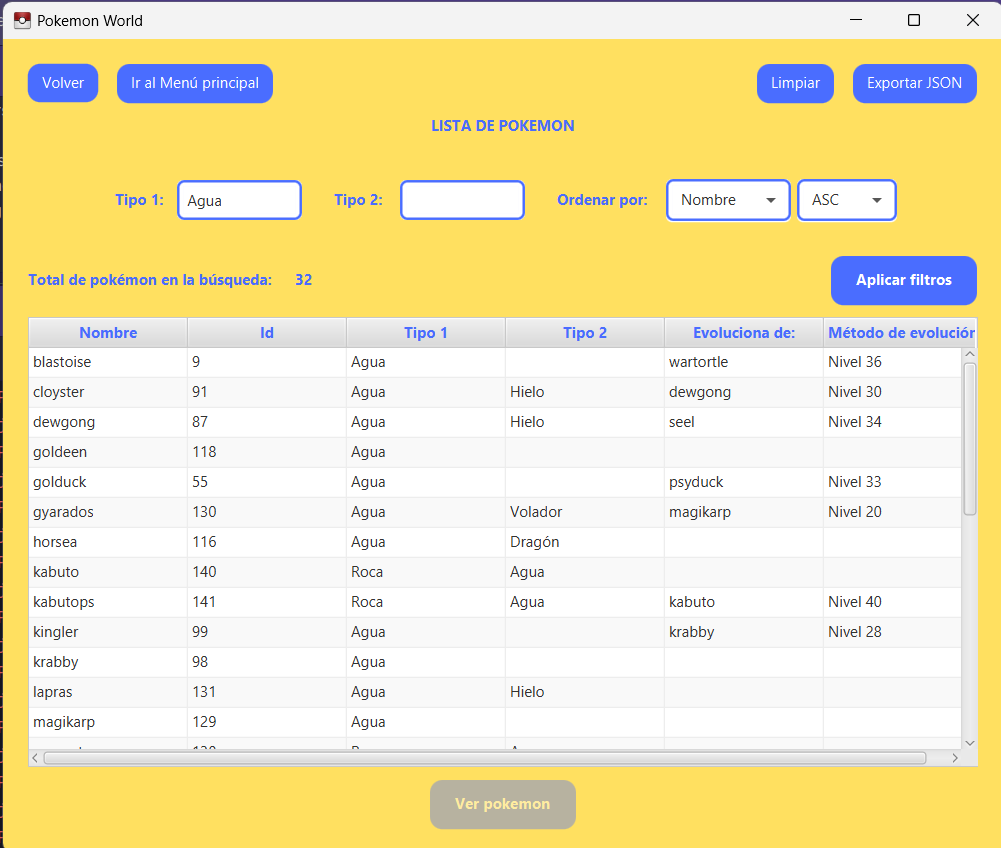 Pokemon World
Volver Ir al Menú principal Limpiar Exportar JSON
LISTA DE POKEMON
Tipo 1: Agua Tipo 2: Ordenar por: Nombre ASC
Total de pokémon en la búsqueda: 32 Aplicar filtros
Nombre Id Tipo 1 Tipo 2 Evoluciona de: Método de evolución
blastoise 9 Agua wartortle Nivel 36
cloyster 91 Agua Hielo dewgong Nivel 30
dewgong 87 Agua Hielo seel Nivel 34
goldeen 118 Agua
golduck 55 Agua psyduck Nivel 33
gyarados 130 Agua Volador magikarp Nivel 20
horsea 116 Agua Dragón
kabuto 140 Roca Agua
kabutops 141 Roca Agua kabuto Nivel 40
kingler 99 Agua krabby Nivel 28
krabby 98 Agua
lapras 131 Agua Hielo
magikarp 129 Agua
Ver pokemon